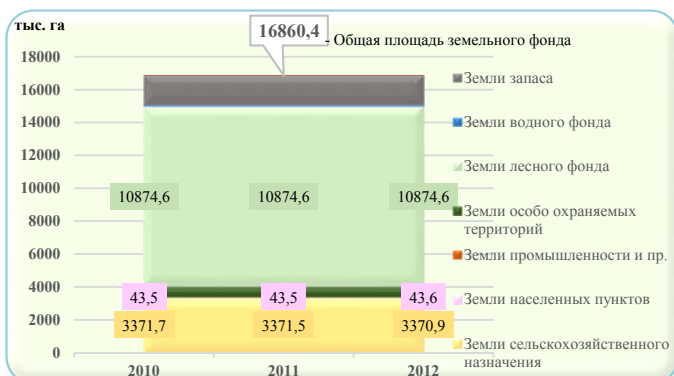 тыс. га
16860,4
- Общая площадь земельного фонда
18000
16000
14000
12000
10000
8000
6000
4000
2000
0
10874,6 10874,6 10874,6
43,5 43,5 43,6
3371,7 3371,5 3370,9
2010 2011 2012
Земли запаса
Земли водного фонда
Земли лесного фонда
Земли особо охраняемых
территорий
Земли промышленности и пр.
Земли населенных пунктов
Земли сельскохозяйственного
назначения